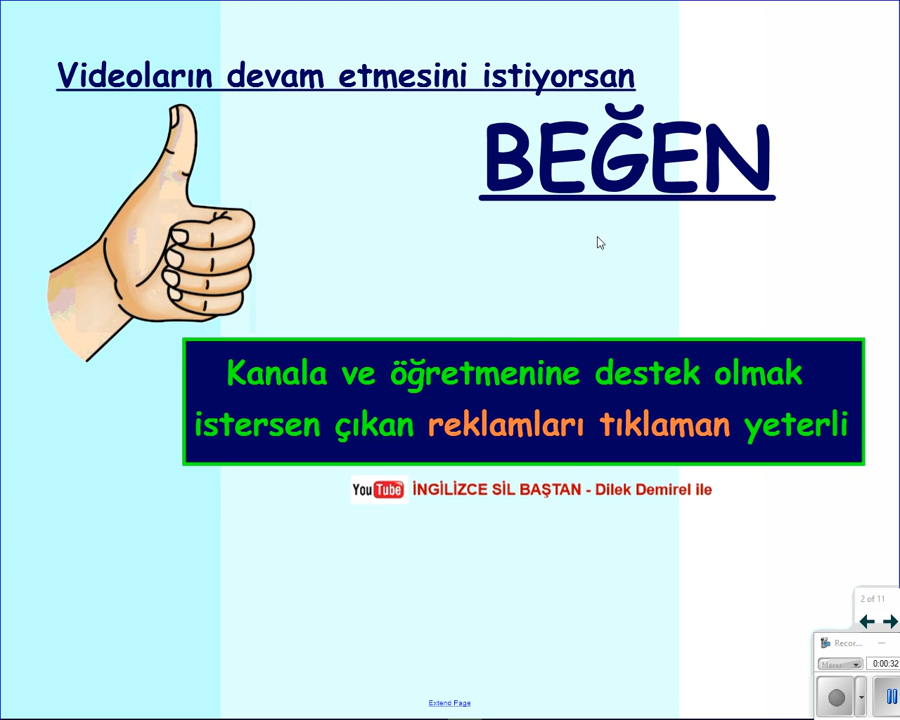 Videoların devam etmesini istiyorsan
BEĞEN
Kanala ve öğretmenine destek olmak
istersen çıkan reklamları tıklaman yeterli
YouTube İNGİLİZCE SİL BAŞTAN - Dilek Demirel ile
2 of 11
Recor...
0:00:32
Extend Page